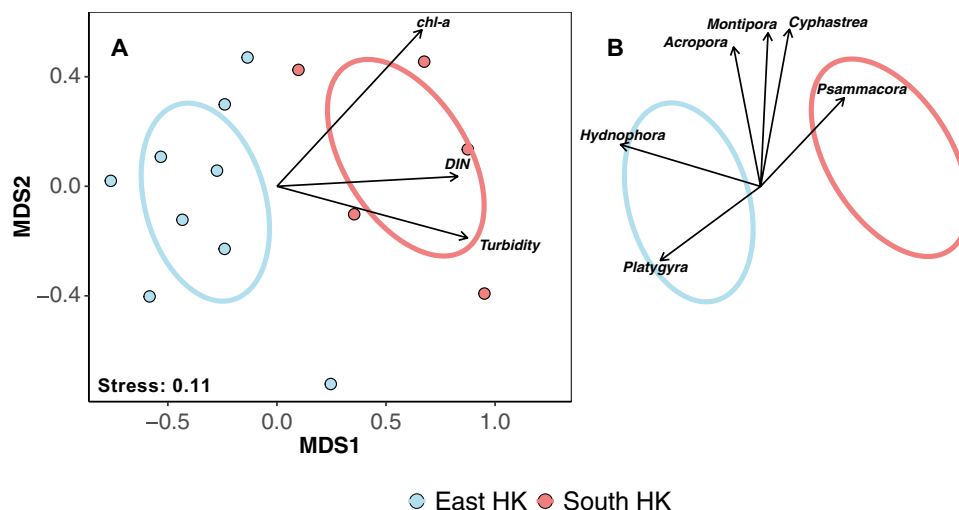 A
chl-a
DIN
Turbidity
Stress: 0.11
MDS2
0.4
0.0
−0.4
−0.5
0.0
0.5
1.0
MDS1
B
Montipora
Cyphastrea
Acropora
Psammacora
Hydnophora
Platygyra
East HK
South HK